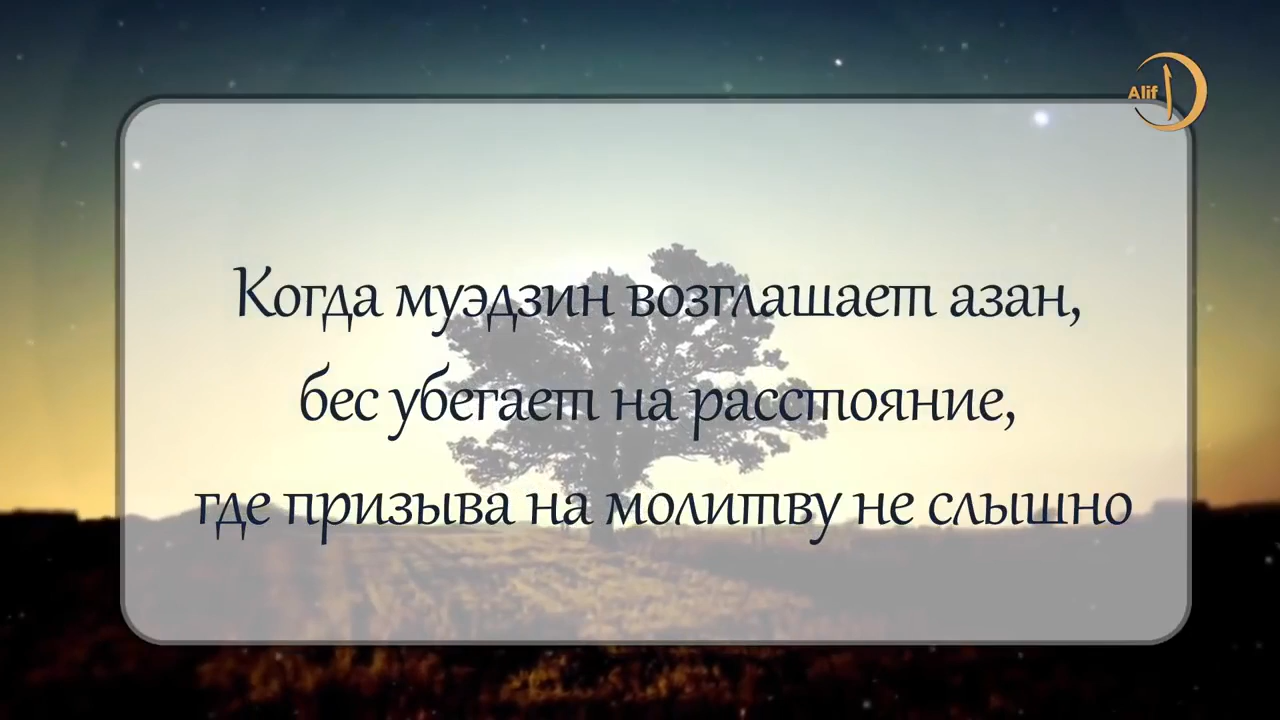 Alif
Когда муэдзин возглашает азан,
бес убегает на расстояние,
где призыва на молитву не слышно